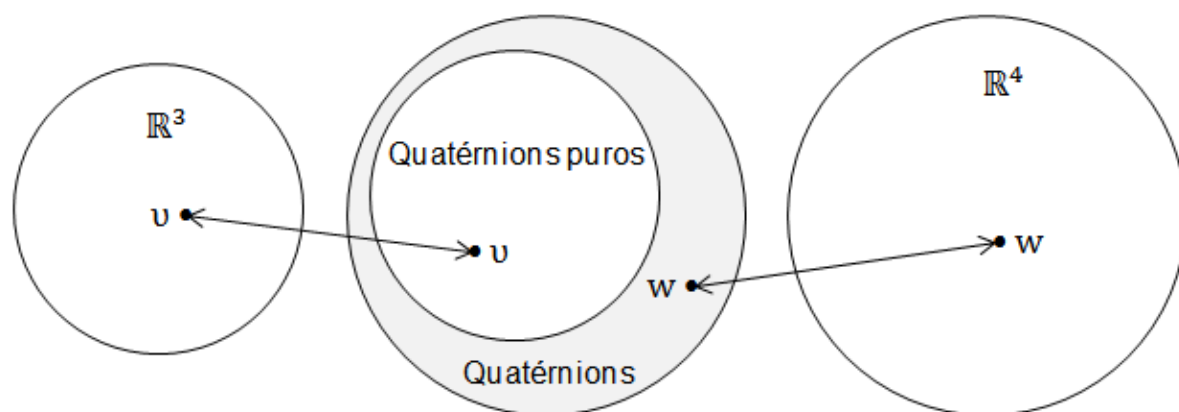 ℝ³
υ
Quatérnions puros
υ
w
Quatérnions
ℝ⁴
w